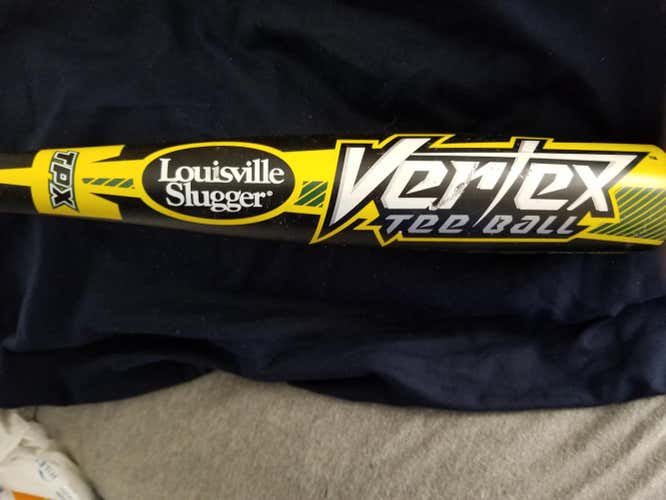 TPX
Louisville
Slugger®
Vertex
TEE BALL